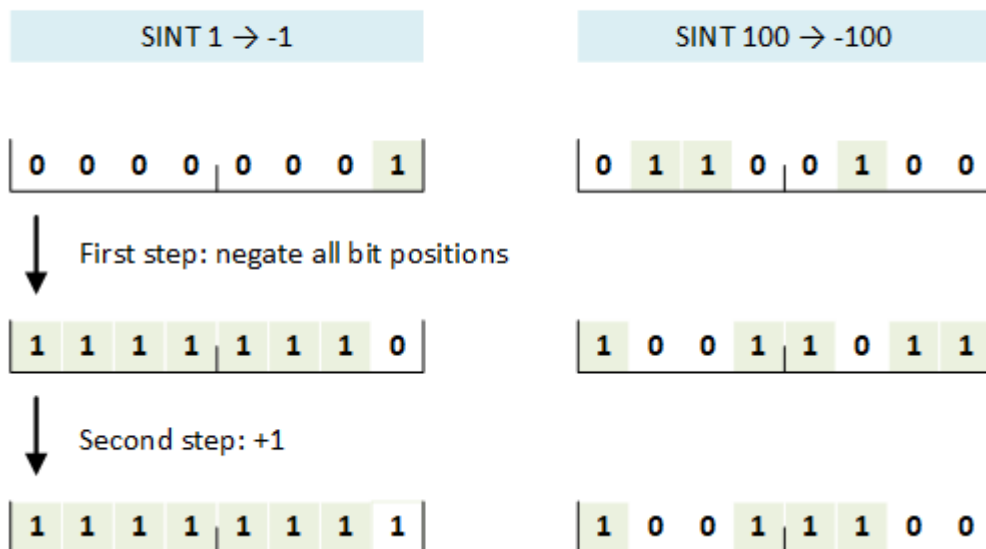 SINT 1 → -1 SINT 100 → -100
0 0 0 0 0 0 0 1 0 1 1 0 0 1 0 0
First step: negate all bit positions
1 1 1 1 1 1 1 0 1 0 0 1 1 0 1 1
Second step: +1
1 1 1 1 1 1 1 1 1 0 0 1 1 1 0 0